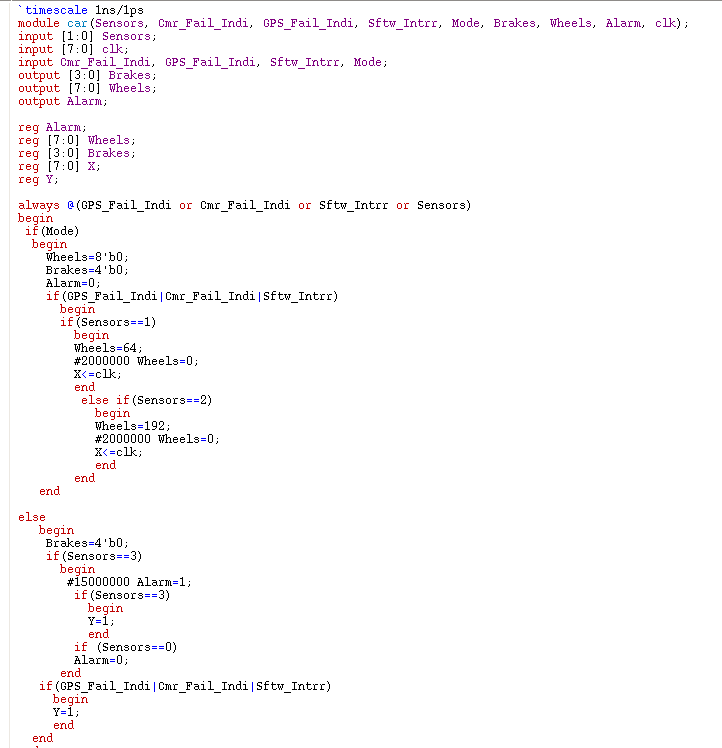 `timescale 1ns/1ps
module car(Sensors, Cmr_Fail_Indi, GPS_Fail_Indi, Sftw_Intrr, Mode, Brakes, Wheels, Alarm, clk);
input [1:0] Sensors;
input [7:0] clk;
input Cmr_Fail_Indi, GPS_Fail_Indi, Sftw_Intrr, Mode;
output [3:0] Brakes;
output [7:0] Wheels;
output Alarm;

reg Alarm;
reg [7:0] Wheels;
reg [3:0] Brakes;
reg [7:0] X;
reg Y;

always @(GPS_Fail_Indi or Cmr_Fail_Indi or Sftw_Intrr or Sensors)
begin
if(Mode)
begin
Wheels=8'b0;
Brakes=4'b0;
Alarm=0;
if(GPS_Fail_Indi|Cmr_Fail_Indi|Sftw_Intrr)
begin
if(Sensors==1)
begin
Wheels=64;
#2000000 Wheels=0;
X<=clk;
end
else if(Sensors==2)
begin
Wheels=192;
#2000000 Wheels=0;
X<=clk;
end
end
end

else
begin
Brakes=4'b0;
if(Sensors==3)
begin
#15000000 Alarm=1;
if(Sensors==3)
begin
Y=1;
end
if (Sensors==0)
Alarm=0;
end
if(GPS_Fail_Indi|Cmr_Fail_Indi|Sftw_Intrr)
begin
Y=1;
end
end